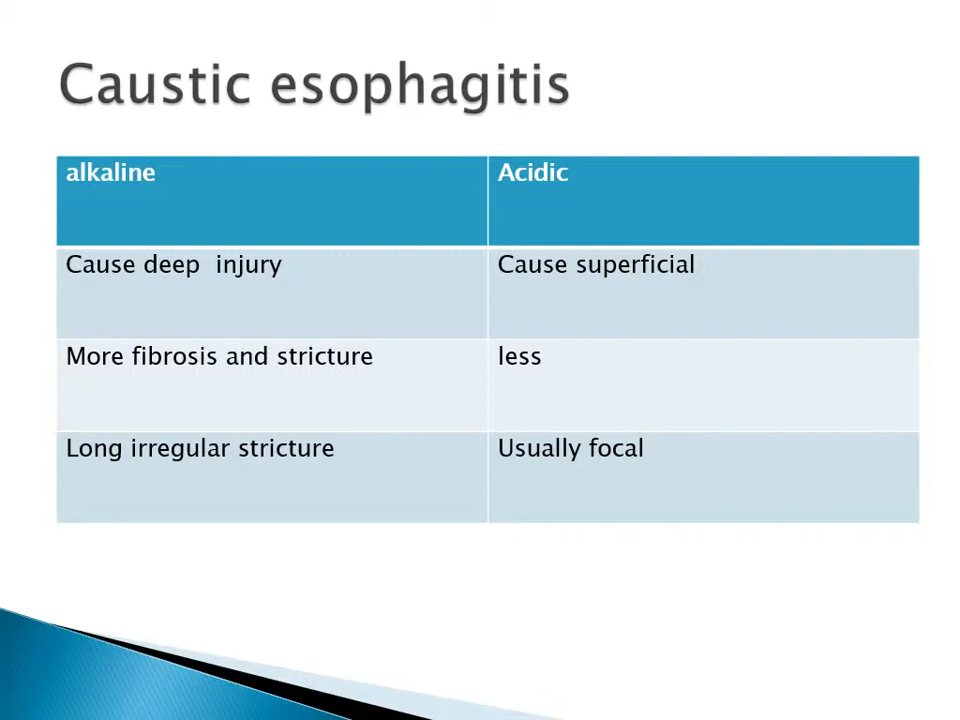 Caustic esophagitis
alkaline
Acidic
Cause deep  injury
Cause superficial
More fibrosis and stricture
less
Long irregular stricture
Usually focal